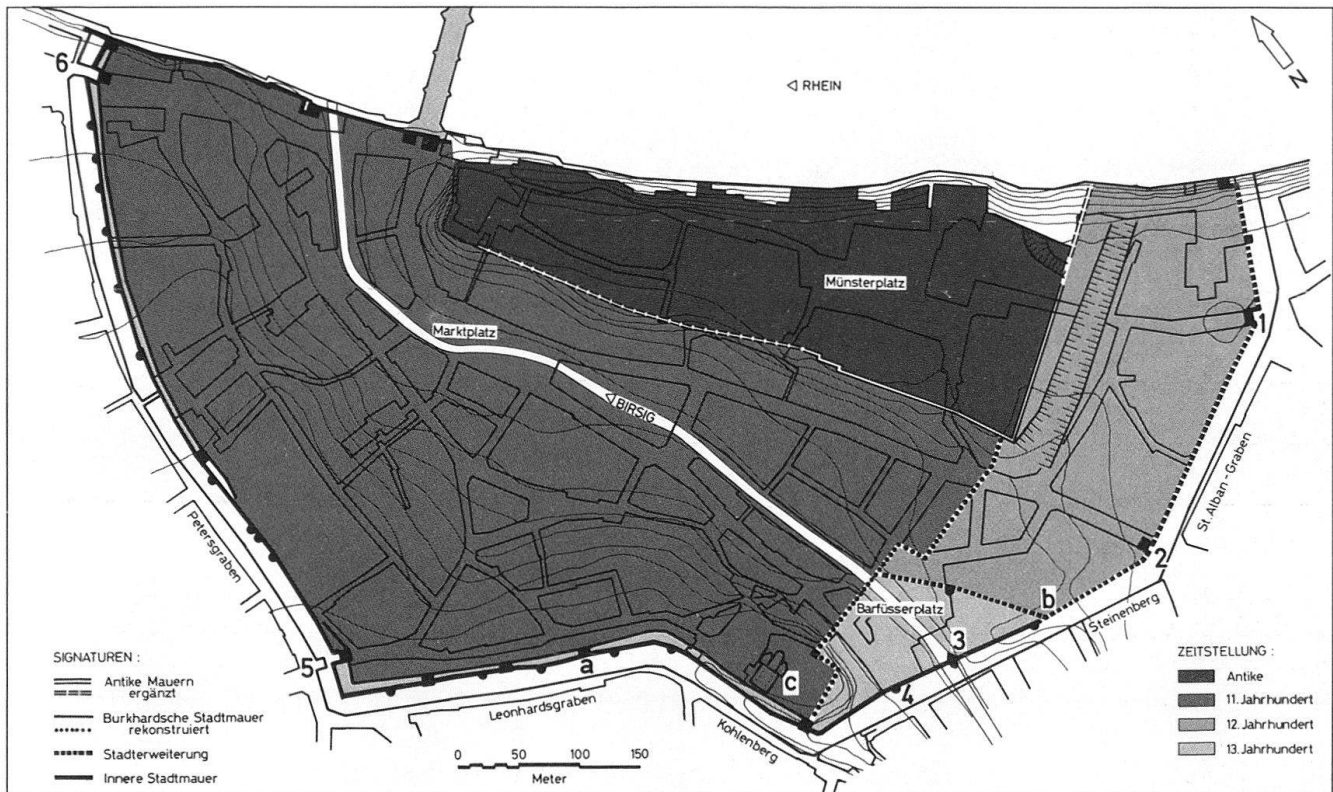 6
◁ RHEIN
N
Münsterplatz
1
Marktplatz
◁ BIRSIG
St. Alban-Graben
Petersgraben
2
b
Barfüsserplatz
Steinenberg
3
5
a
c
4
Leonhardsgraben
Kohlenberg
SIGNATUREN :
Antike Mauern
ergänzt
Burkhardsche Stadtmauer
rekonstruiert
Stadterweiterung
Innere Stadtmauer
0 50 100 150
Meter
ZEITSTELLUNG :
Antike
11. Jahrhundert
12. Jahrhundert
13. Jahrhundert